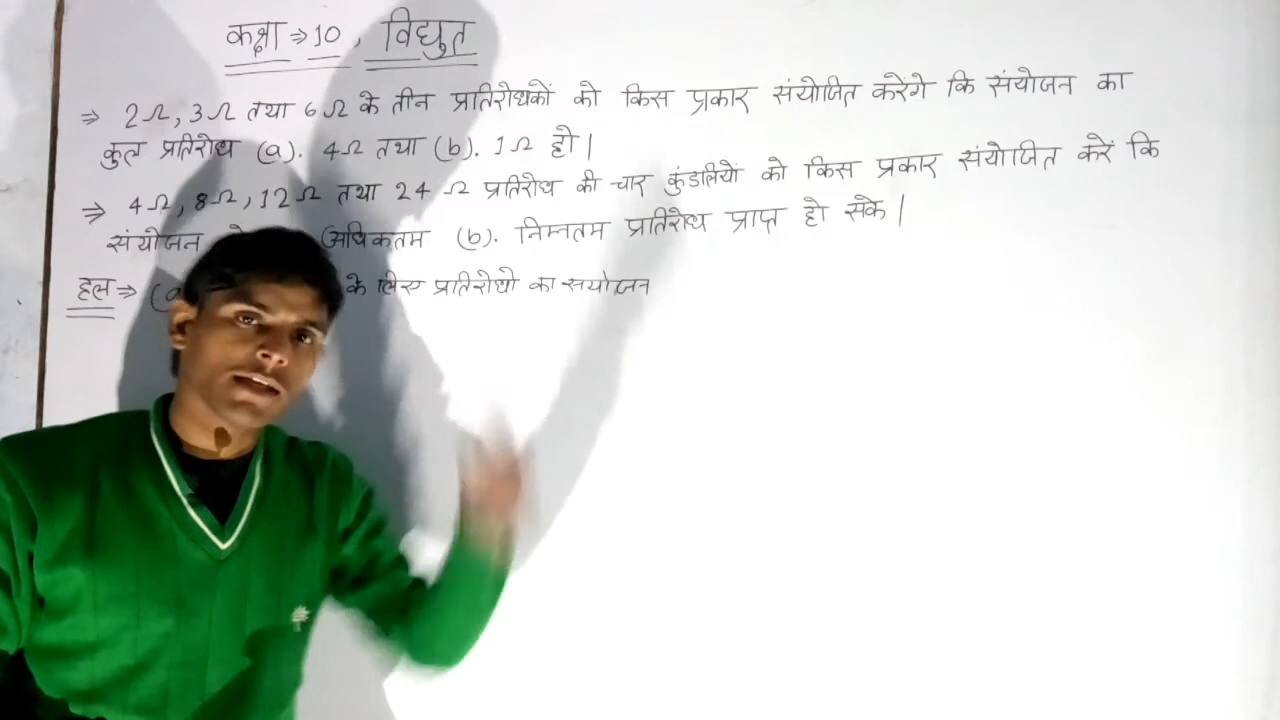 कक्षा ⇒ 10, विद्युत
⇒ 2Ω, 3Ω तथा 6Ω के तीन प्रतिरोधकों को किस प्रकार संयोजित करेंगे कि संयोजन का
कुल प्रतिरोध (a). 4Ω तथा (b). 1Ω हो।
⇒ 4Ω, 8Ω, 12Ω तथा 24 Ω प्रतिरोध की चार कुंडलियों को किस प्रकार संयोजित करें कि
संयोजन अधिकतम (b). निम्नतम प्रतिरोध प्राप्त हो सके।
हल ⇒ (a के लिए प्रतिरोधो का सयोजन